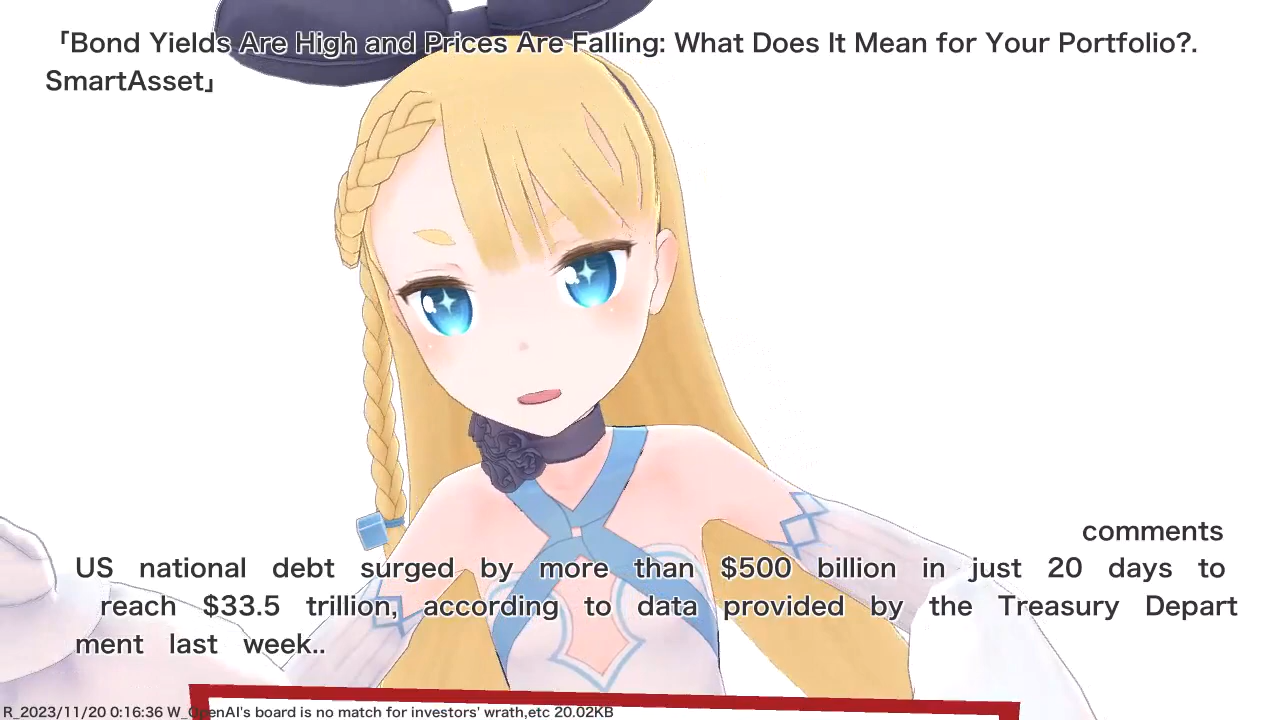 「Bond Yields Are High and Prices Are Falling: What Does It Mean for Your Portfolio?.
SmartAsset」
comments
US national debt surged by more than $500 billion in just 20 days to
reach $33.5 trillion, according to data provided by the Treasury Depart
ment last week..
R_2023/11/20 0:16:36 W_OpenAI's board is no match for investors' wrath,etc 20.02KB